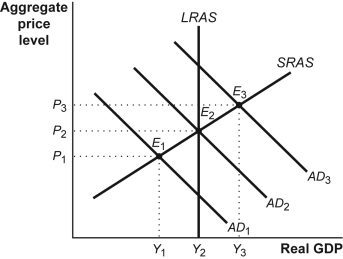 Aggregate
price
level
LRAS
SRAS
P3
E3
P2
E2
P1
E1
AD3
AD2
AD1
Y1
Y2
Y3
Real GDP